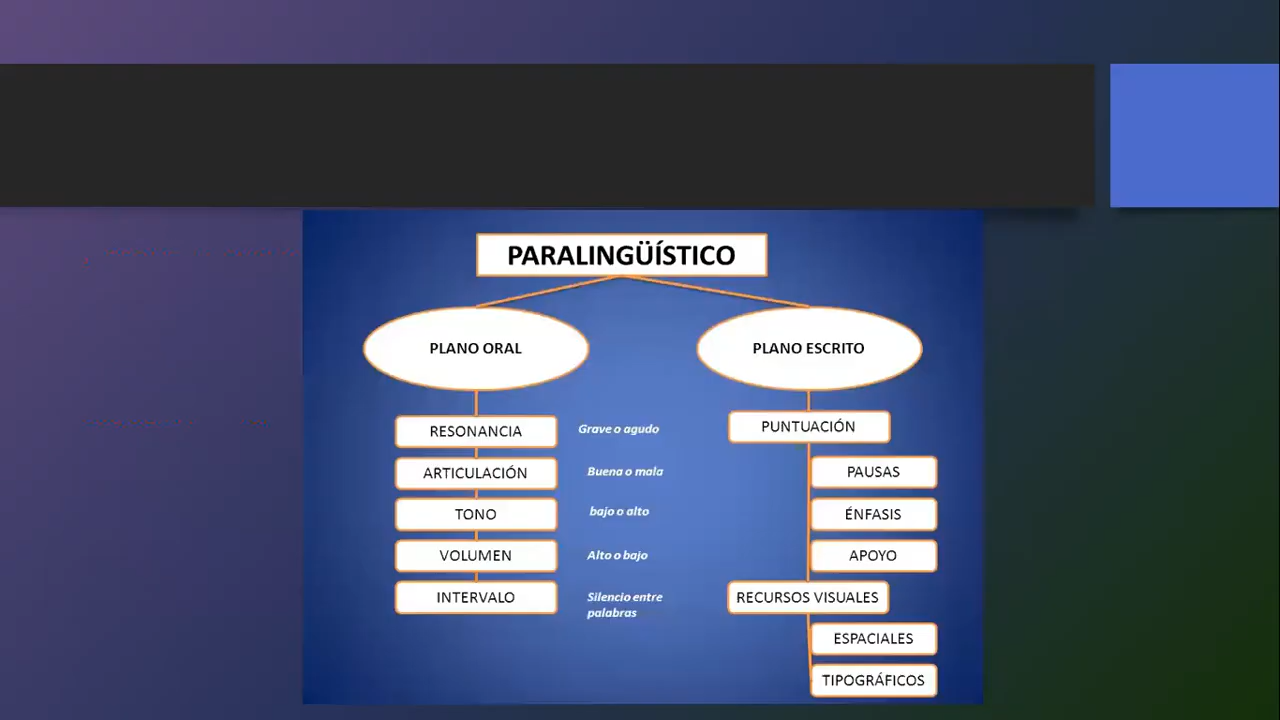 PARALINGÜÍSTICO
PLANO ORAL
PLANO ESCRITO
RESONANCIA
Grave o agudo
ARTICULACIÓN
Buena o mala
TONO
bajo o alto
VOLUMEN
Alto o bajo
INTERVALO
Silencio entre
palabras
PUNTUACIÓN
PAUSAS
ÉNFASIS
APOYO
RECURSOS VISUALES
ESPACIALES
TIPOGRÁFICOS